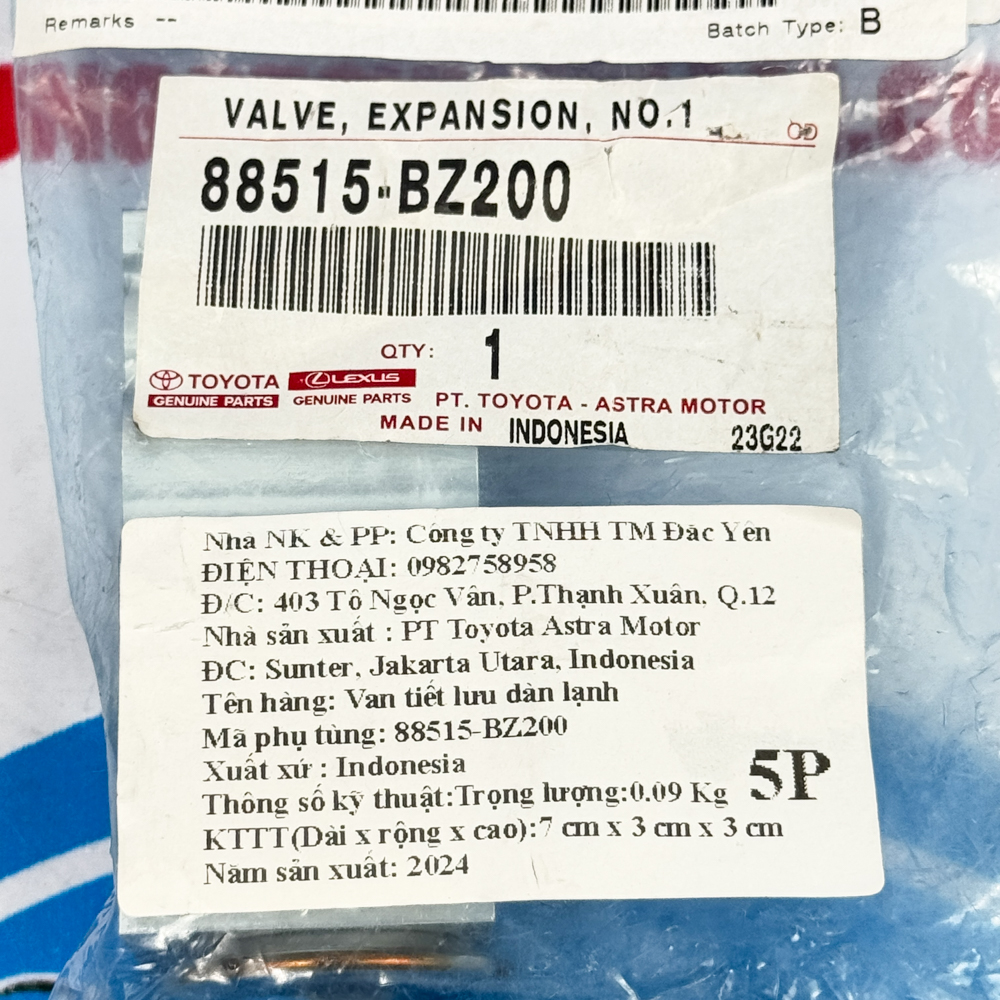 Remarks --
Batch Type: B
VALVE, EXPANSION, NO.1
88515-BZ200
QTY: 1
TOYOTA LEXUS
GENUINE PARTS GENUINE PARTS PT. TOYOTA - ASTRA MOTOR
MADE IN INDONESIA 23G22
Nhà NK & PP: Công ty TNHH TM Đắc Yên
ĐIỆN THOẠI: 0982758958
Đ/C: 403 Tô Ngọc Vân, P.Thạnh Xuân, Q.12
Nhà sản xuất : PT Toyota Astra Motor
ĐC: Sunter, Jakarta Utara, Indonesia
Tên hàng: Van tiết lưu dàn lạnh
Mã phụ tùng: 88515-BZ200
Xuất xứ : Indonesia
Thông số kỹ thuật:Trọng lượng:0.09 Kg
5P
KTTT(Dài x rộng x cao):7 cm x 3 cm x 3 cm
Năm sản xuất: 2024